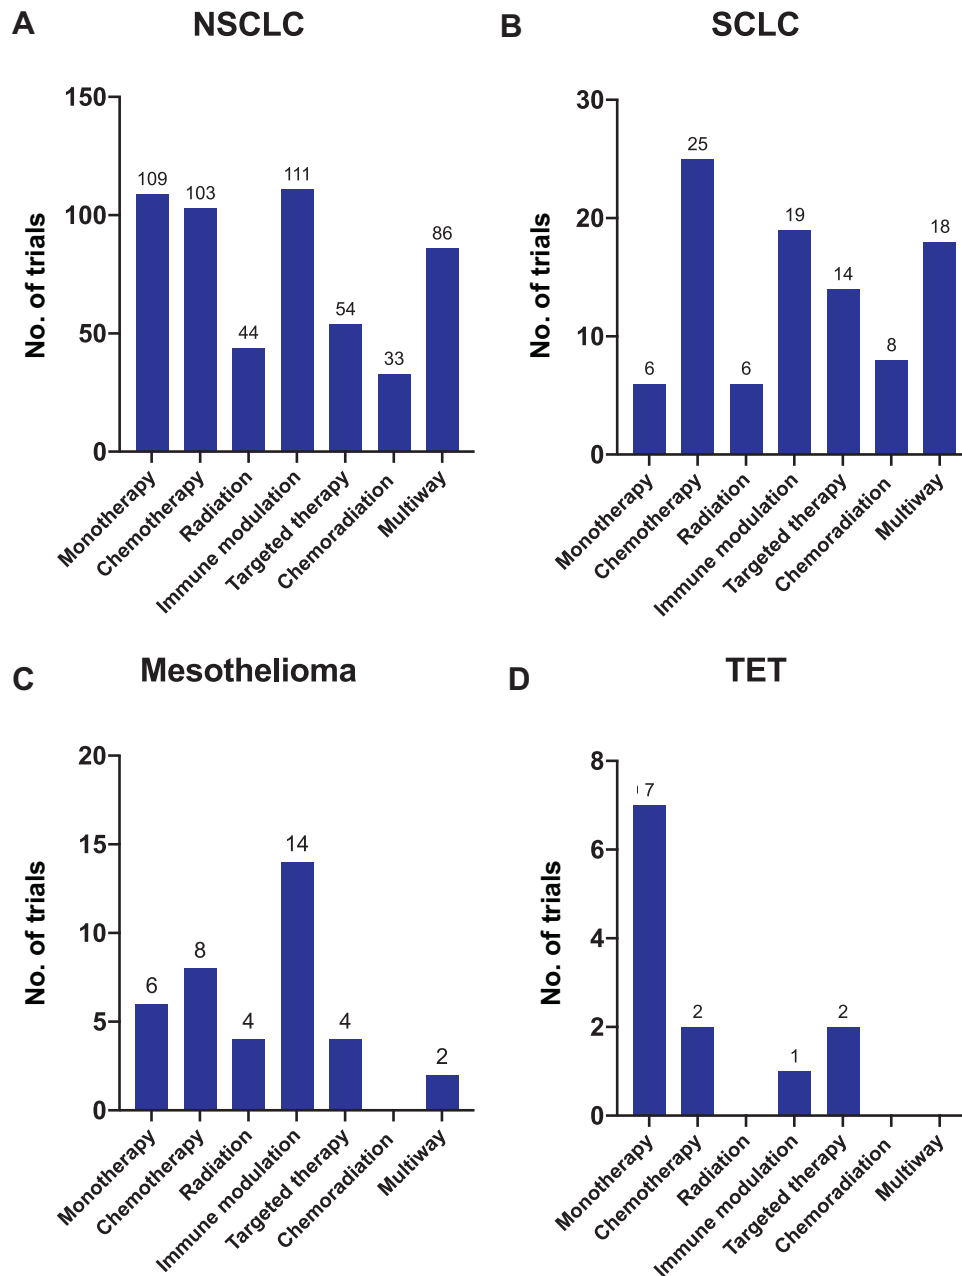 A
NSCLC
No. of trials
150
100
50
0
109
103
44
111
54
33
86
Monotherapy
Chemotherapy
Radiation
Immune modulation
Targeted therapy
Chemoradiation
Multiway
B
SCLC
No. of trials
30
20
10
0
6
25
6
19
14
8
18
Monotherapy
Chemotherapy
Radiation
Immune modulation
Targeted therapy
Chemoradiation
Multiway
C
Mesothelioma
No. of trials
20
15
10
5
0
6
8
4
14
4
2
Monotherapy
Chemotherapy
Radiation
Immune modulation
Targeted therapy
Chemoradiation
Multiway
D
TET
No. of trials
8
6
4
2
0
7
2
1
2
Monotherapy
Chemotherapy
Radiation
Immune modulation
Targeted therapy
Chemoradiation
Multiway